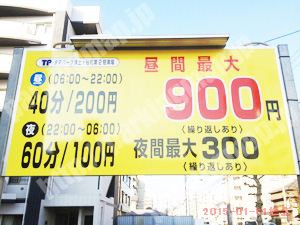 TP
昼間最大
昼 (06:00~22:00)
40分/200円
900円
(繰り返しあり)
夜 (22:00~06:00)
60分/100円
夜間最大300
(繰り返しあり)